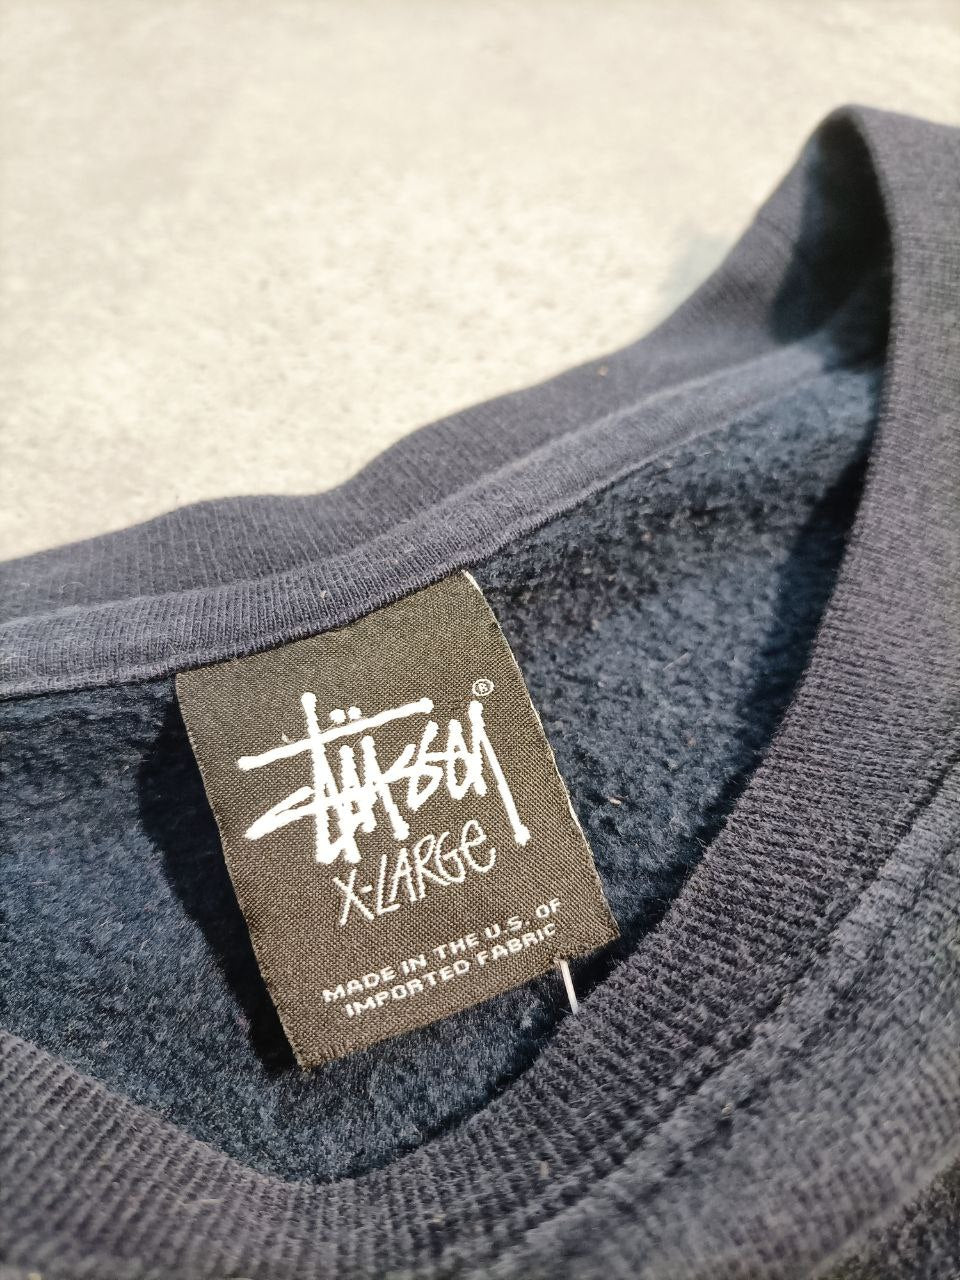 Stüssy ®
X-LARGE
MADE IN THE U.S. OF
IMPORTED FABRIC